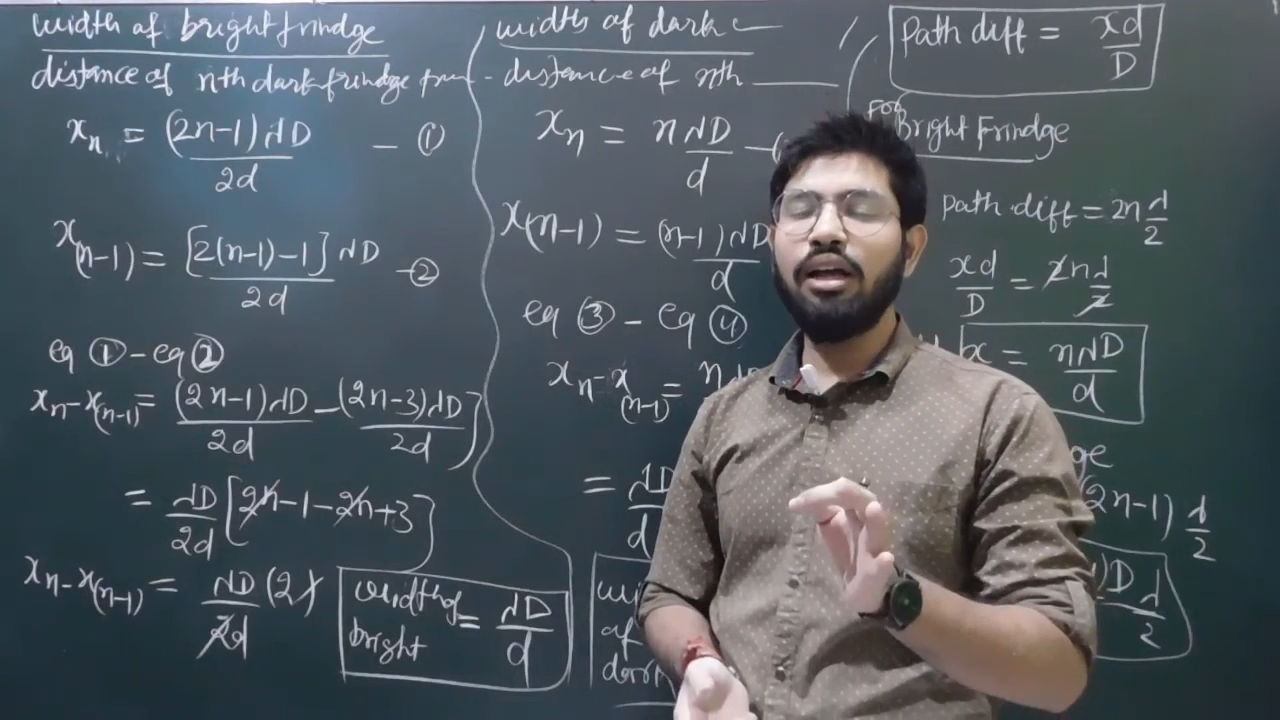 width of bright frindge
distance of nth dark frindge
xₙ = (2n-1)λD / 2d - ①
x(n-1) = [2(n-1)-1]λD / 2d - ②
eq ① - eq ②
xₙ - x(n-1) = (2n-1)λD / 2d - (2n-3)λD / 2d
= λD / 2d [2n-1-2n+3]
xₙ - x(n-1) = λD / 2d (2)
width of bright = λD / d
width of dark
distance of nth
xₙ = nλD / d
x(n-1) = (n-1)λD / d
eq ③ - eq ④
xₙ - x(n-1) =
= λD / d
of
Path diff = xd / D
For
Bright Frindge
Path diff = 2n λ/2
xd / D = 2n λ/2
x = nλD / d
(2n-1) λ/2
D λ/2